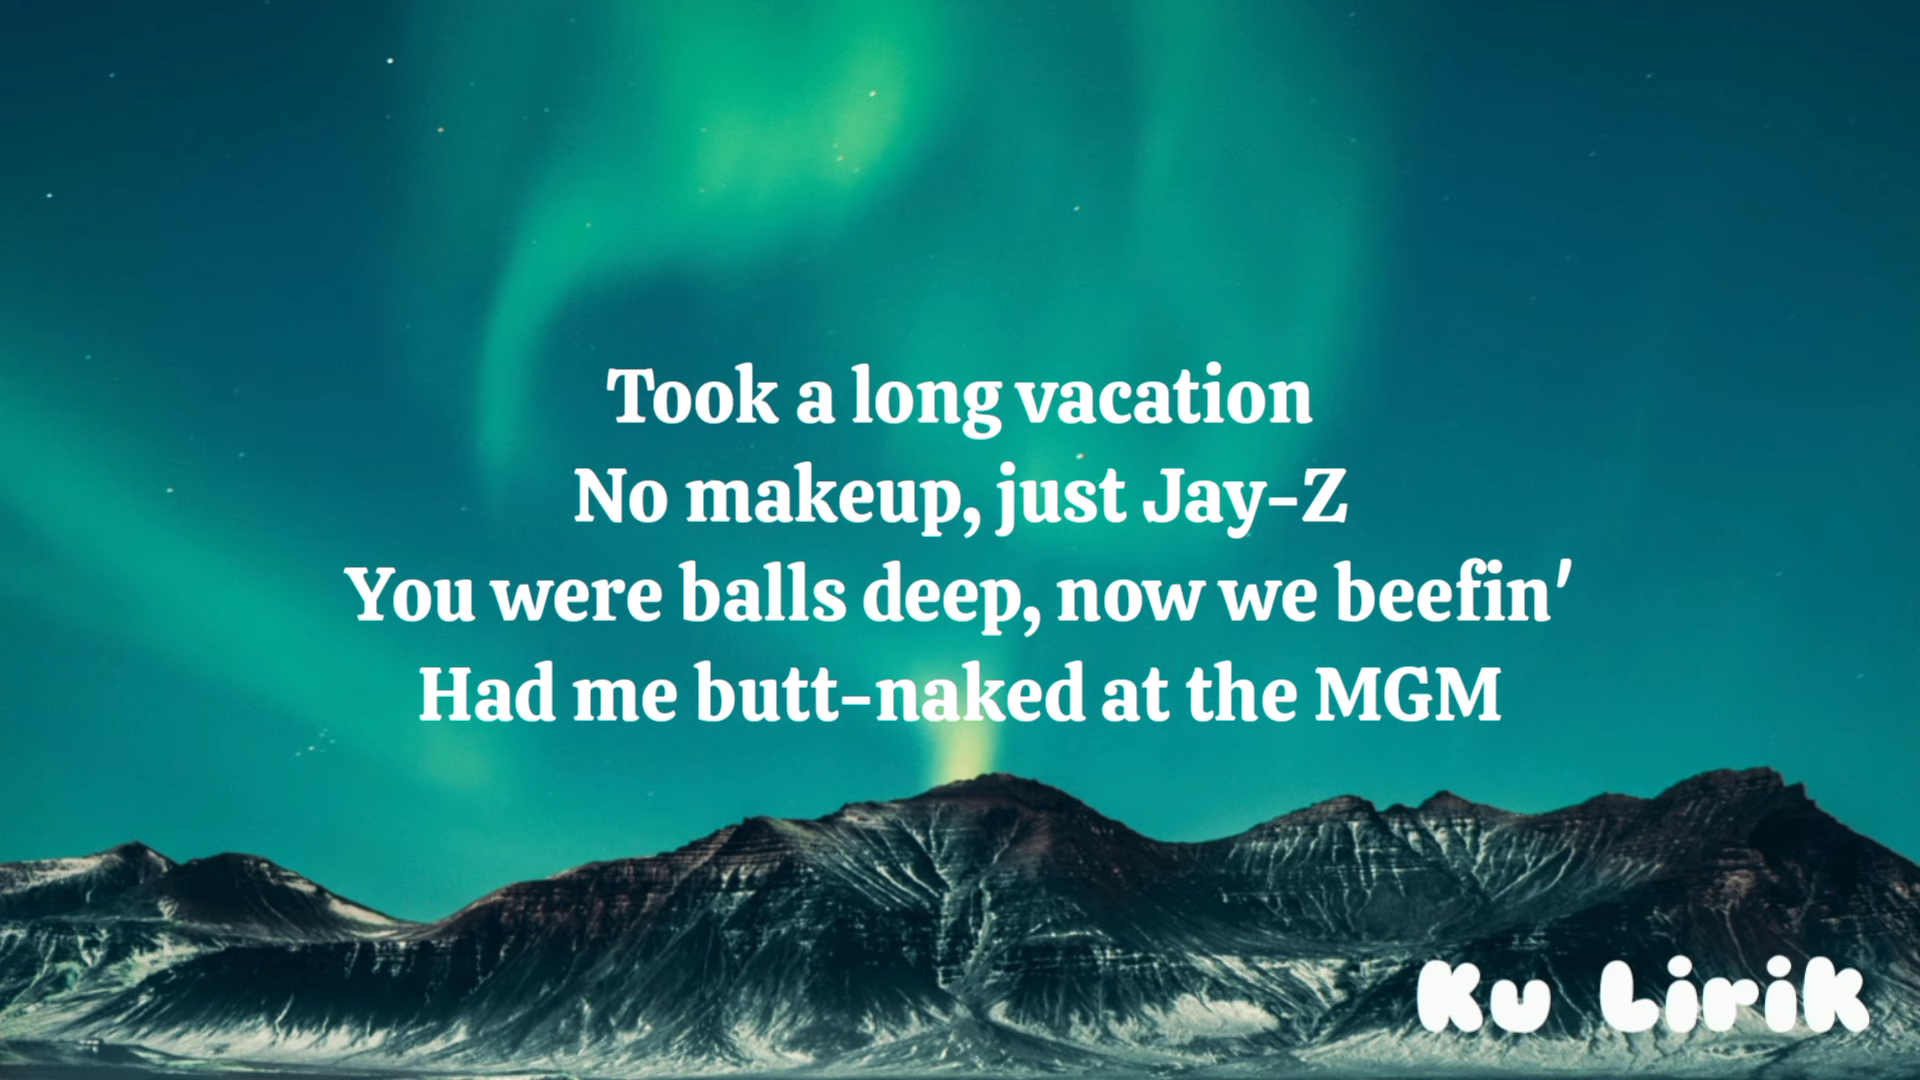 Took a long vacation
No makeup, just Jay-Z
You were balls deep, now we beefin'
Had me butt-naked at the MGM
Ku Lirik